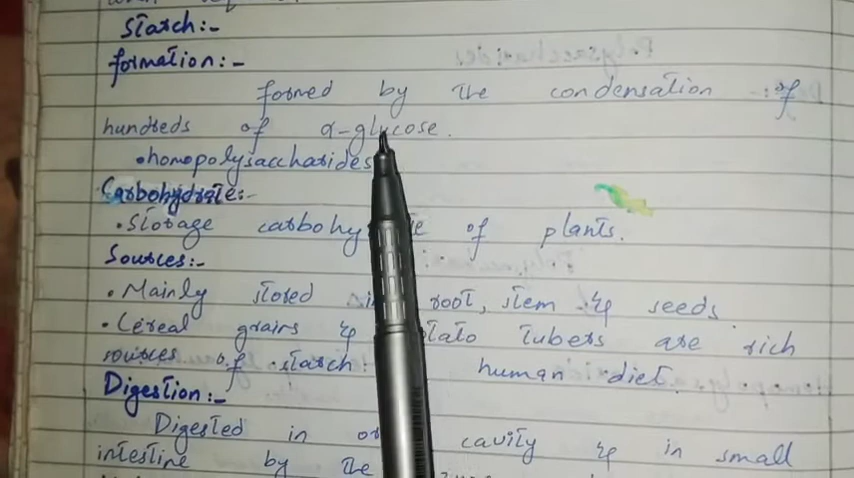 Starch:-
formation:-
formed by the condensation of
hundreds of α-glucose.
•homopolysaccharides
Carbohydrate:-
•Storage carbohy te of plants.
Sources:-
•Mainly stored in root, stem & seeds
•Cereal grains & tato tubers are rich
sources of starch human diet.
Digestion:-
Digested in cavity & in small
intestine by the